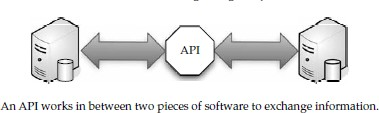 API
An API works in between two pieces of software to exchange information.